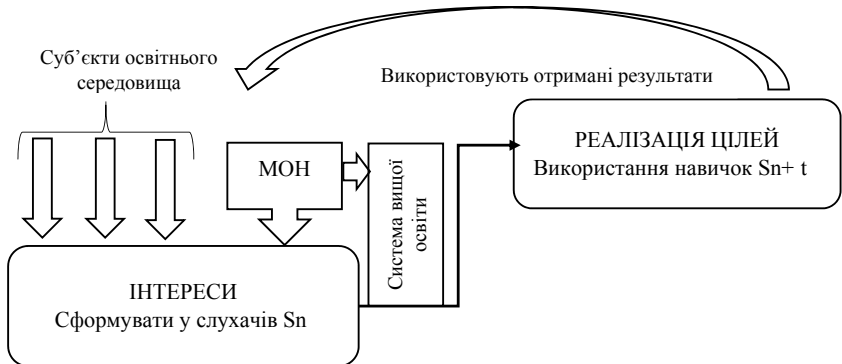 Суб’єкти освітнього
середовища
Використовують отримані результати
РЕАЛІЗАЦІЯ ЦІЛЕЙ
Використання навичок Sn+ t
МОН
Система вищої
освіти
ІНТЕРЕСИ
Сформувати у слухачів Sn